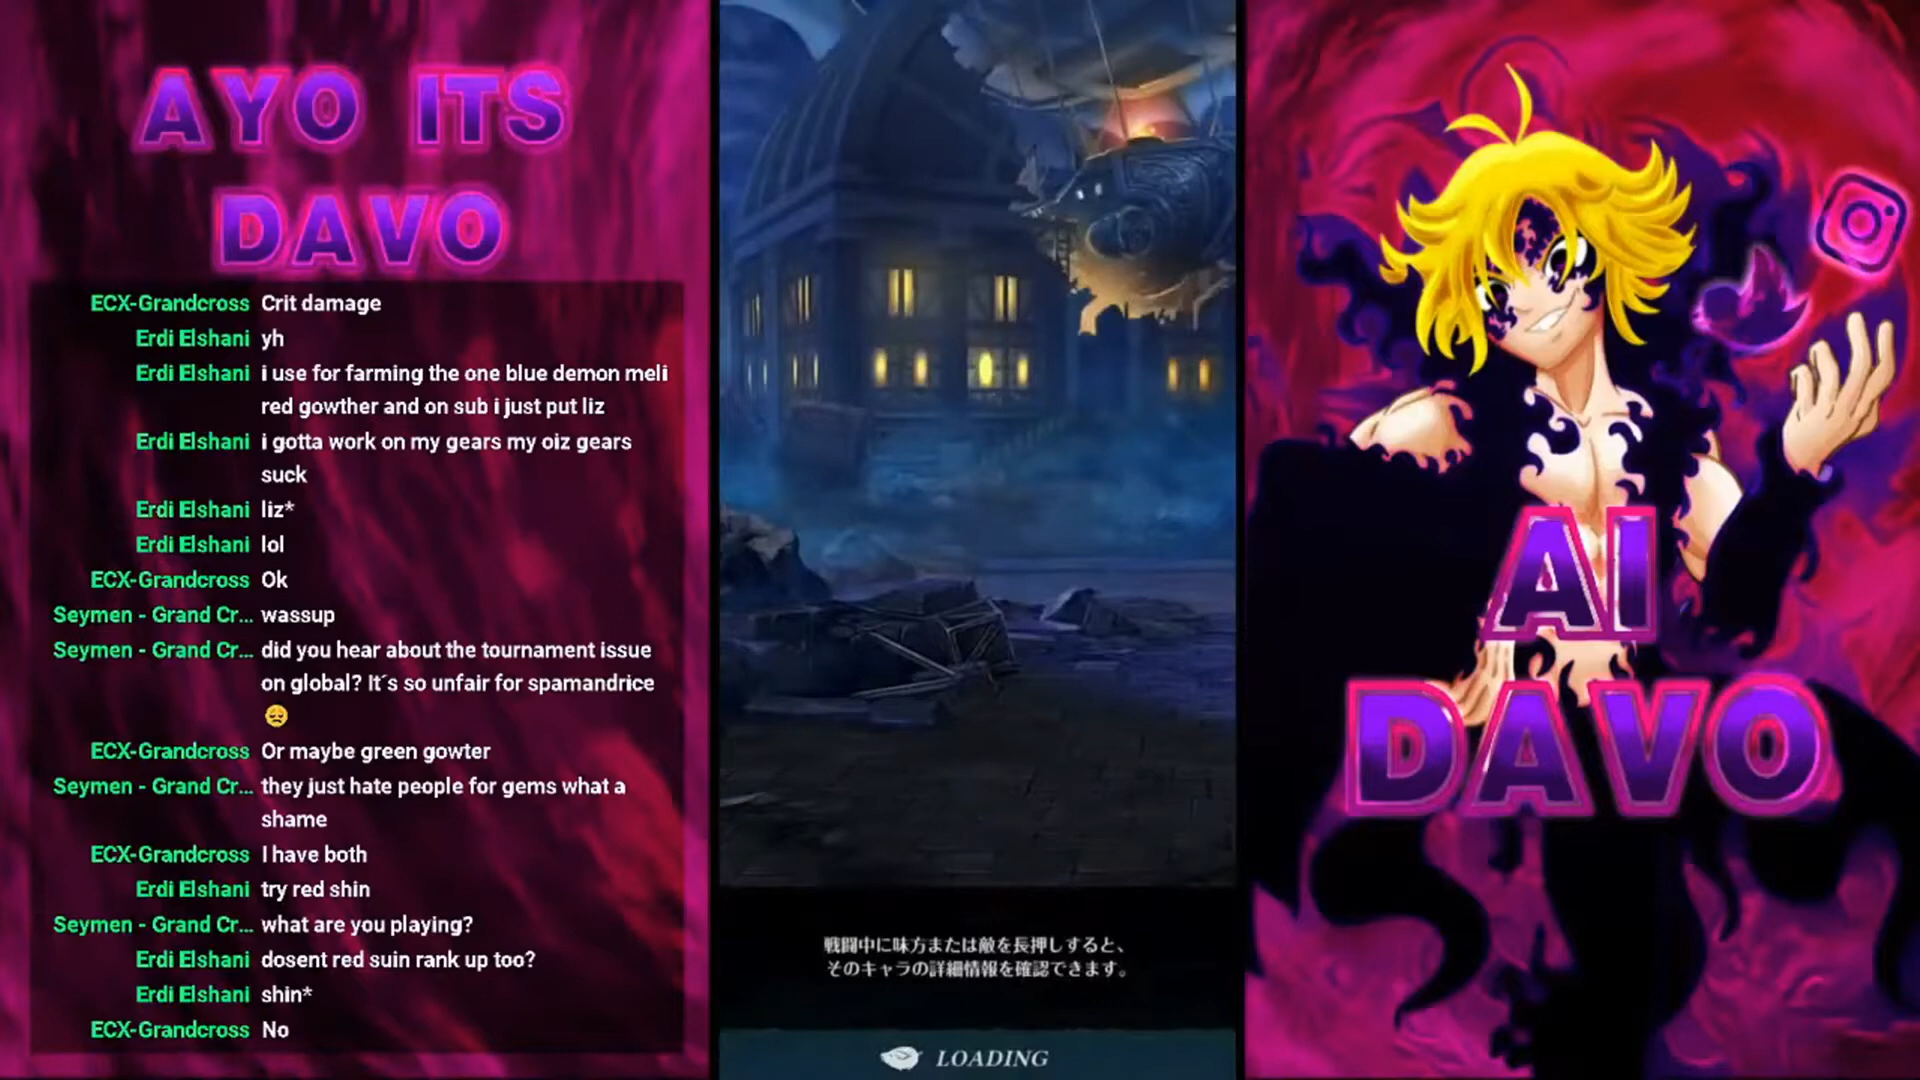 AYO ITS
DAVO
ECX-Grandcross Crit damage
Erdi Elshani yh
Erdi Elshani i use for farming the one blue demon meli
red gowther and on sub i just put liz
Erdi Elshani i gotta work on my gears my oiz gears
suck
Erdi Elshani liz*
Erdi Elshani lol
ECX-Grandcross Ok
Seymen - Grand Cr... wassup
Seymen - Grand Cr... did you hear about the tournament issue
on global? It´s so unfair for spamandrice
😞
ECX-Grandcross Or maybe green gowter
Seymen - Grand Cr... they just hate people for gems what a
shame
ECX-Grandcross I have both
Erdi Elshani try red shin
Seymen - Grand Cr... what are you playing?
Erdi Elshani dosent red suin rank up too?
Erdi Elshani shin*
ECX-Grandcross No
戦闘中に味方または敵を長押しすると、
そのキャラの詳細情報を確認できます。
LOADING
AI
DAVO